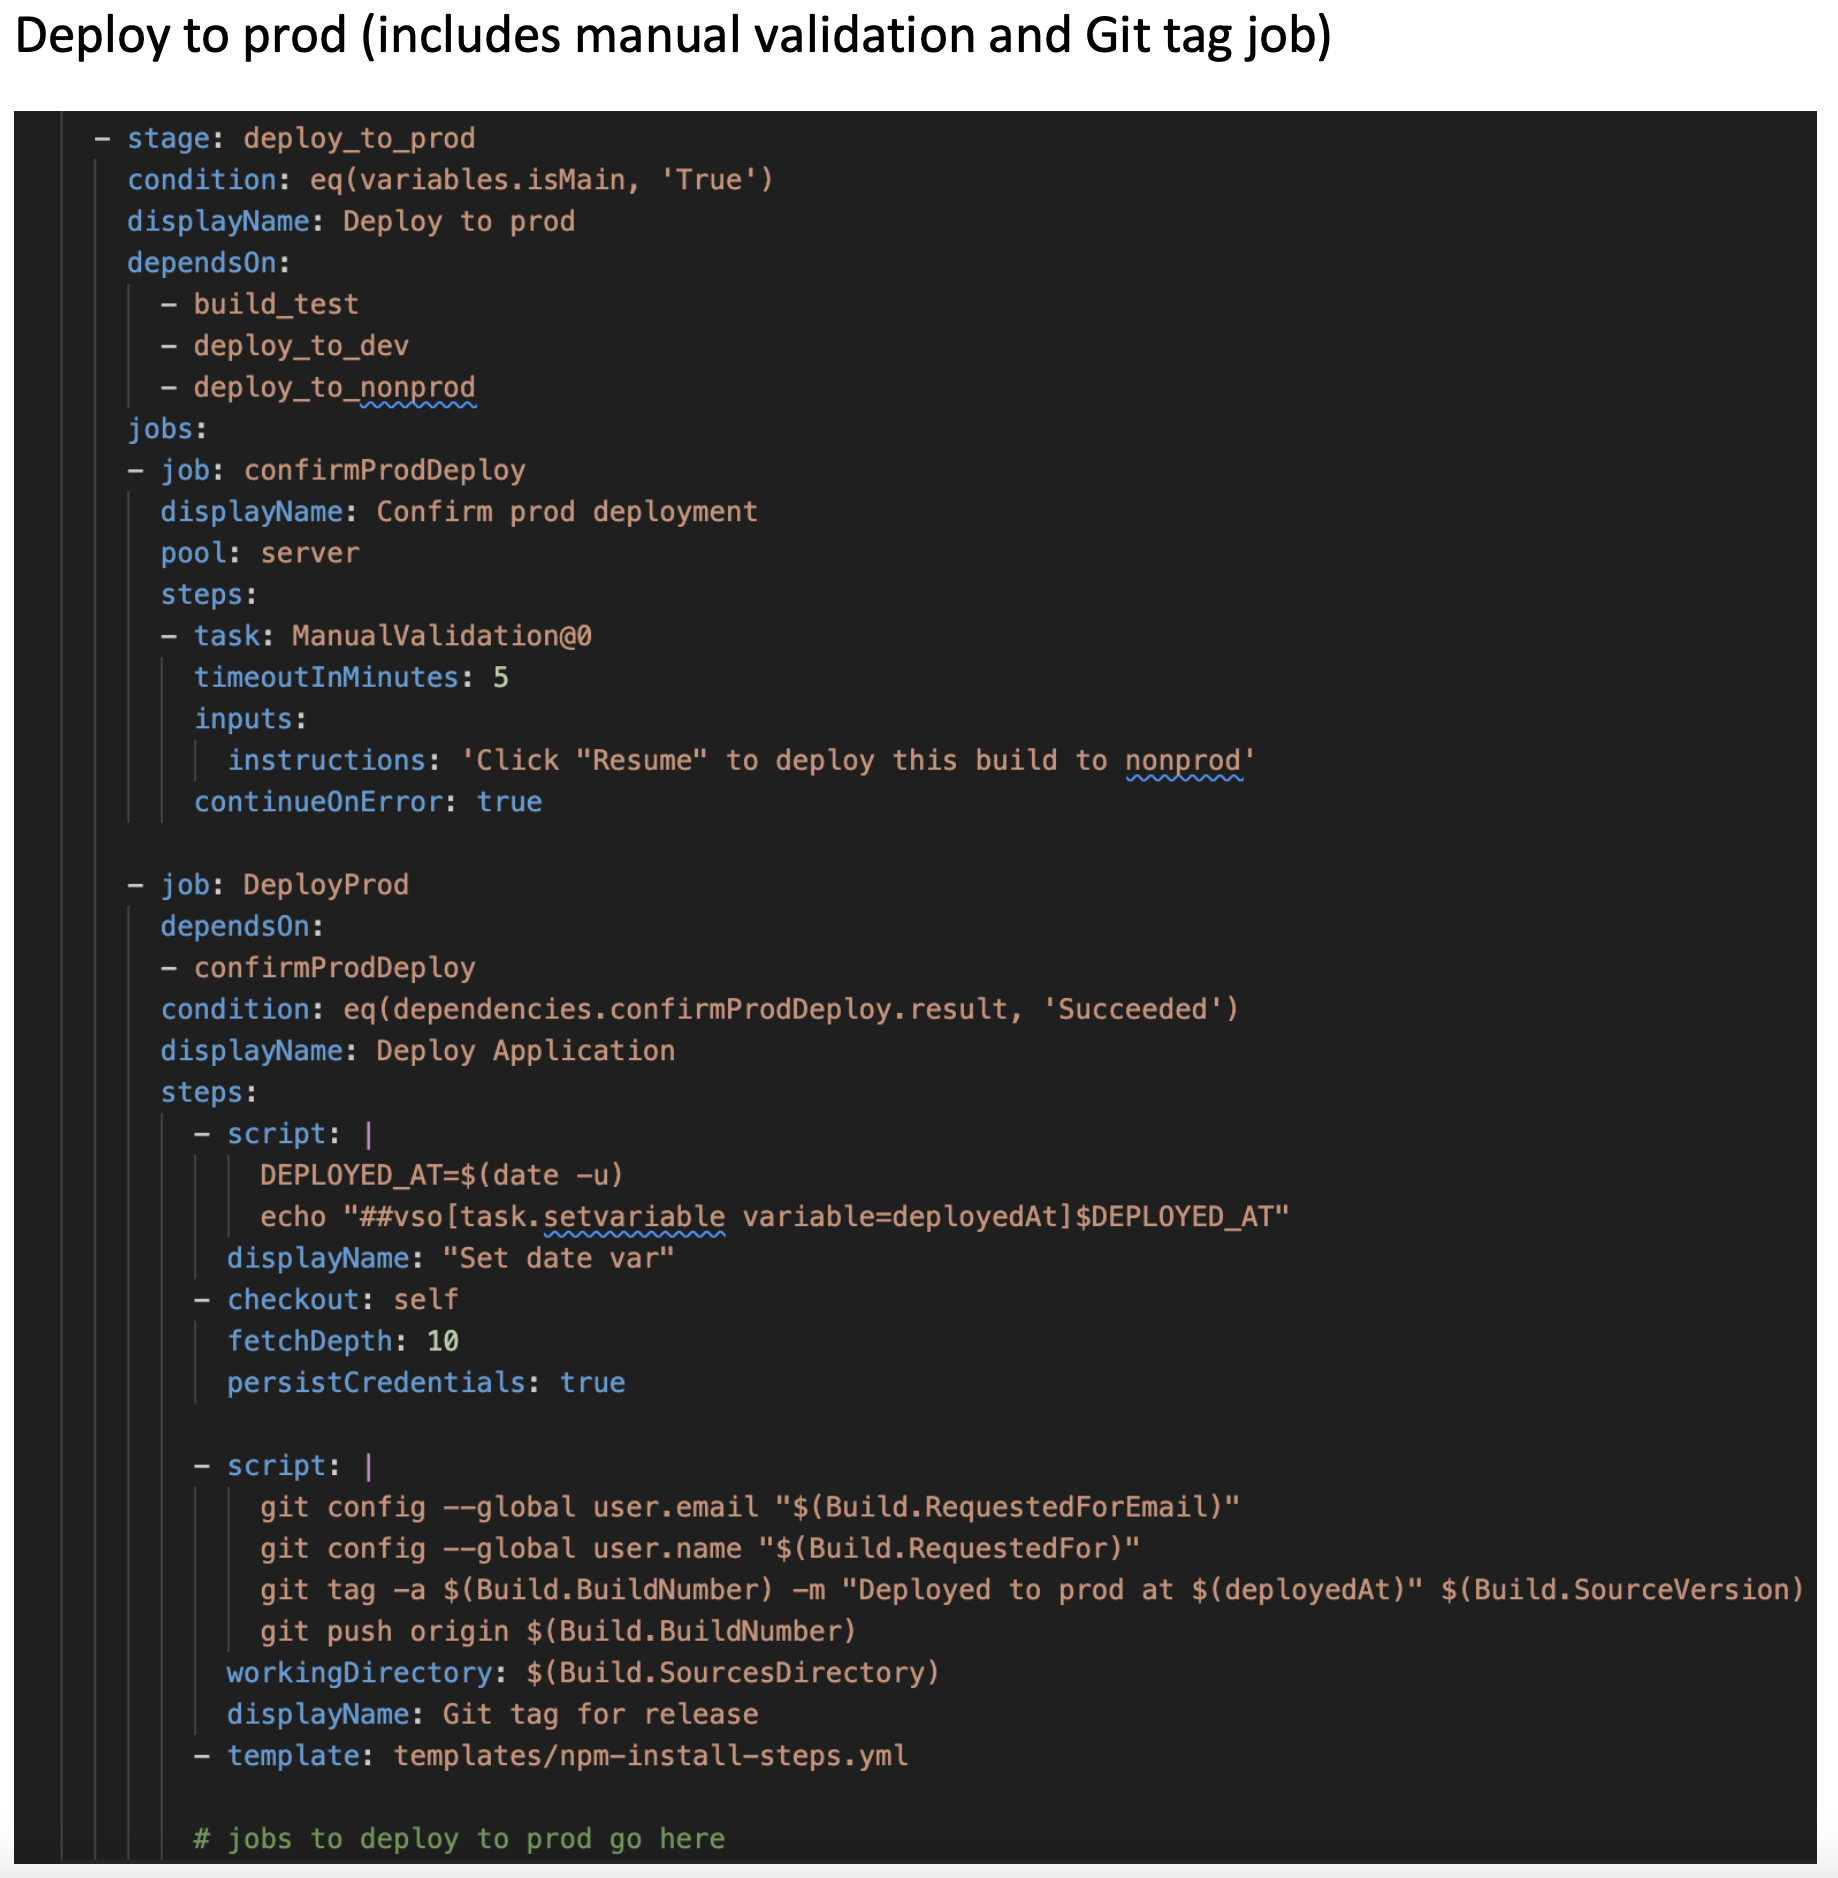 Deploy to prod (includes manual validation and Git tag job)
- stage: deploy_to_prod
condition: eq(variables.isMain, 'True')
displayName: Deploy to prod
dependsOn:
- build_test
- deploy_to_dev
- deploy_to_nonprod
jobs:
- job: confirmProdDeploy
displayName: Confirm prod deployment
pool: server
steps:
- task: ManualValidation@0
timeoutInMinutes: 5
inputs:
instructions: 'Click "Resume" to deploy this build to nonprod'
continueOnError: true
- job: DeployProd
dependsOn:
- confirmProdDeploy
condition: eq(dependencies.confirmProdDeploy.result, 'Succeeded')
displayName: Deploy Application
steps:
- script: |
DEPLOYED_AT=$(date -u)
echo "##vso[task.setvariable variable=deployedAt]$DEPLOYED_AT"
displayName: "Set date var"
- checkout: self
fetchDepth: 10
persistCredentials: true
- script: |
git config --global user.email "$(Build.RequestedForEmail)"
git config --global user.name "$(Build.RequestedFor)"
git tag -a $(Build.BuildNumber) -m "Deployed to prod at $(deployedAt)" $(Build.SourceVersion)
git push origin $(Build.BuildNumber)
workingDirectory: $(Build.SourcesDirectory)
displayName: Git tag for release
- template: templates/npm-install-steps.yml
# jobs to deploy to prod go here